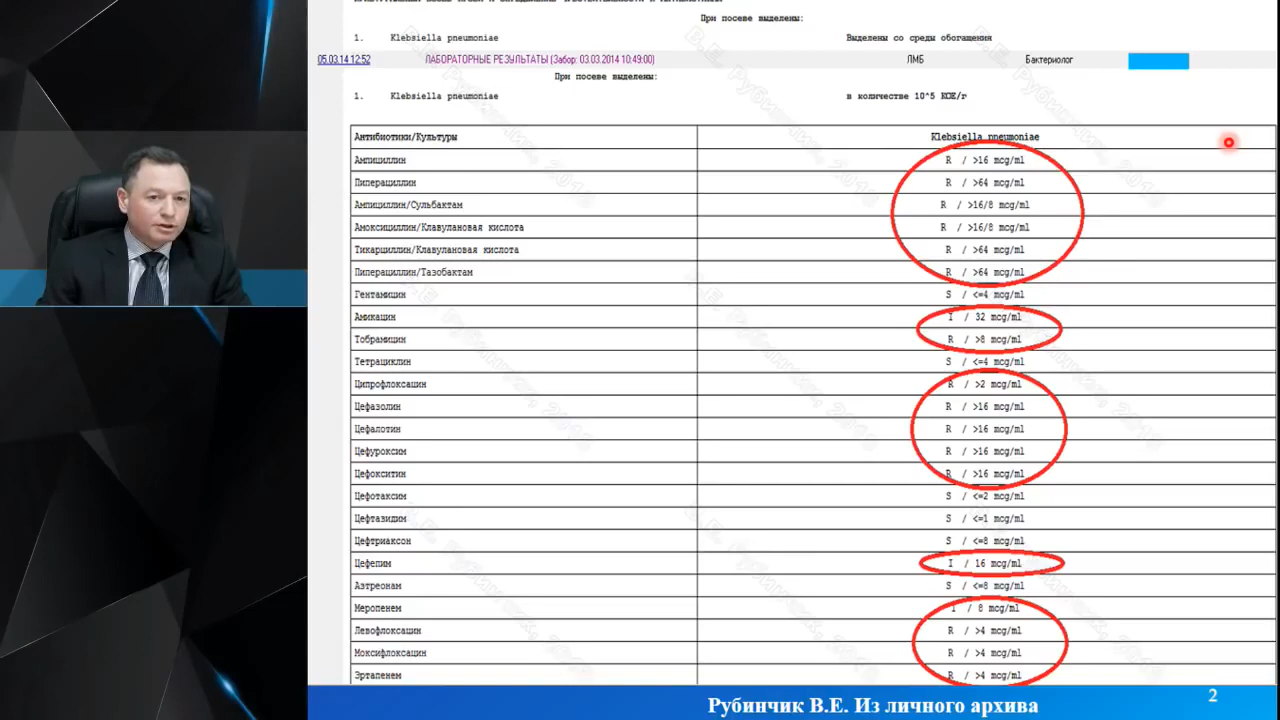 При посеве выделены:
1. Klebsiella pneumoniae Выделены со среды обогащения
05.03.14 12:52 ЛАБОРАТОРНЫЕ РЕЗУЛЬТАТЫ (Забор: 03.03.2014 10:49:00) ЛМБ Бактериолог
При посеве выделены:
1. Klebsiella pneumoniae в количестве 10^5 КОЕ/г
Антибиотики/Культуры Klebsiella pneumoniae
Ампициллин R / >16 mcg/ml
Пиперациллин R / >64 mcg/ml
Ампициллин/Сульбактам R / >16/8 mcg/ml
Амоксициллин/Клавулановая кислота R / >16/8 mcg/ml
Тикарциллин/Клавулановая кислота R / >64 mcg/ml
Пиперациллин/Тазобактам R / >64 mcg/ml
Гентамицин S / <=4 mcg/ml
Амикацин I / 32 mcg/ml
Тобрамицин R / >8 mcg/ml
Тетрациклин S / <=4 mcg/ml
Ципрофлоксацин R / >2 mcg/ml
Цефазолин R / >16 mcg/ml
Цефалотин R / >16 mcg/ml
Цефуроксим R / >16 mcg/ml
Цефокситин R / >16 mcg/ml
Цефотаксим S / <=2 mcg/ml
Цефтазидим S / <=1 mcg/ml
Цефтриаксон S / <=8 mcg/ml
Цефепим I / 16 mcg/ml
Азтреонам S / <=8 mcg/ml
Меропенем I / 8 mcg/ml
Левофлоксацин R / >4 mcg/ml
Моксифлоксацин R / >4 mcg/ml
Эртапенем R / >4 mcg/ml
Рубинчик В.Е. Из личного архива 2